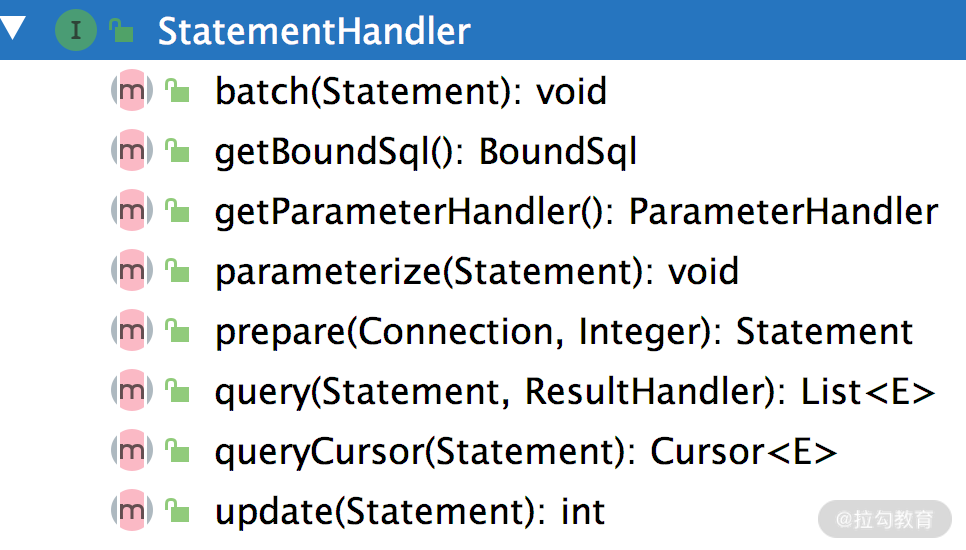 I StatementHandler
m batch(Statement): void
m getBoundSql(): BoundSql
m getParameterHandler(): ParameterHandler
m parameterize(Statement): void
m prepare(Connection, Integer): Statement
m query(Statement, ResultHandler): List<E>
m queryCursor(Statement): Cursor<E>
m update(Statement): int
@拉勾教育